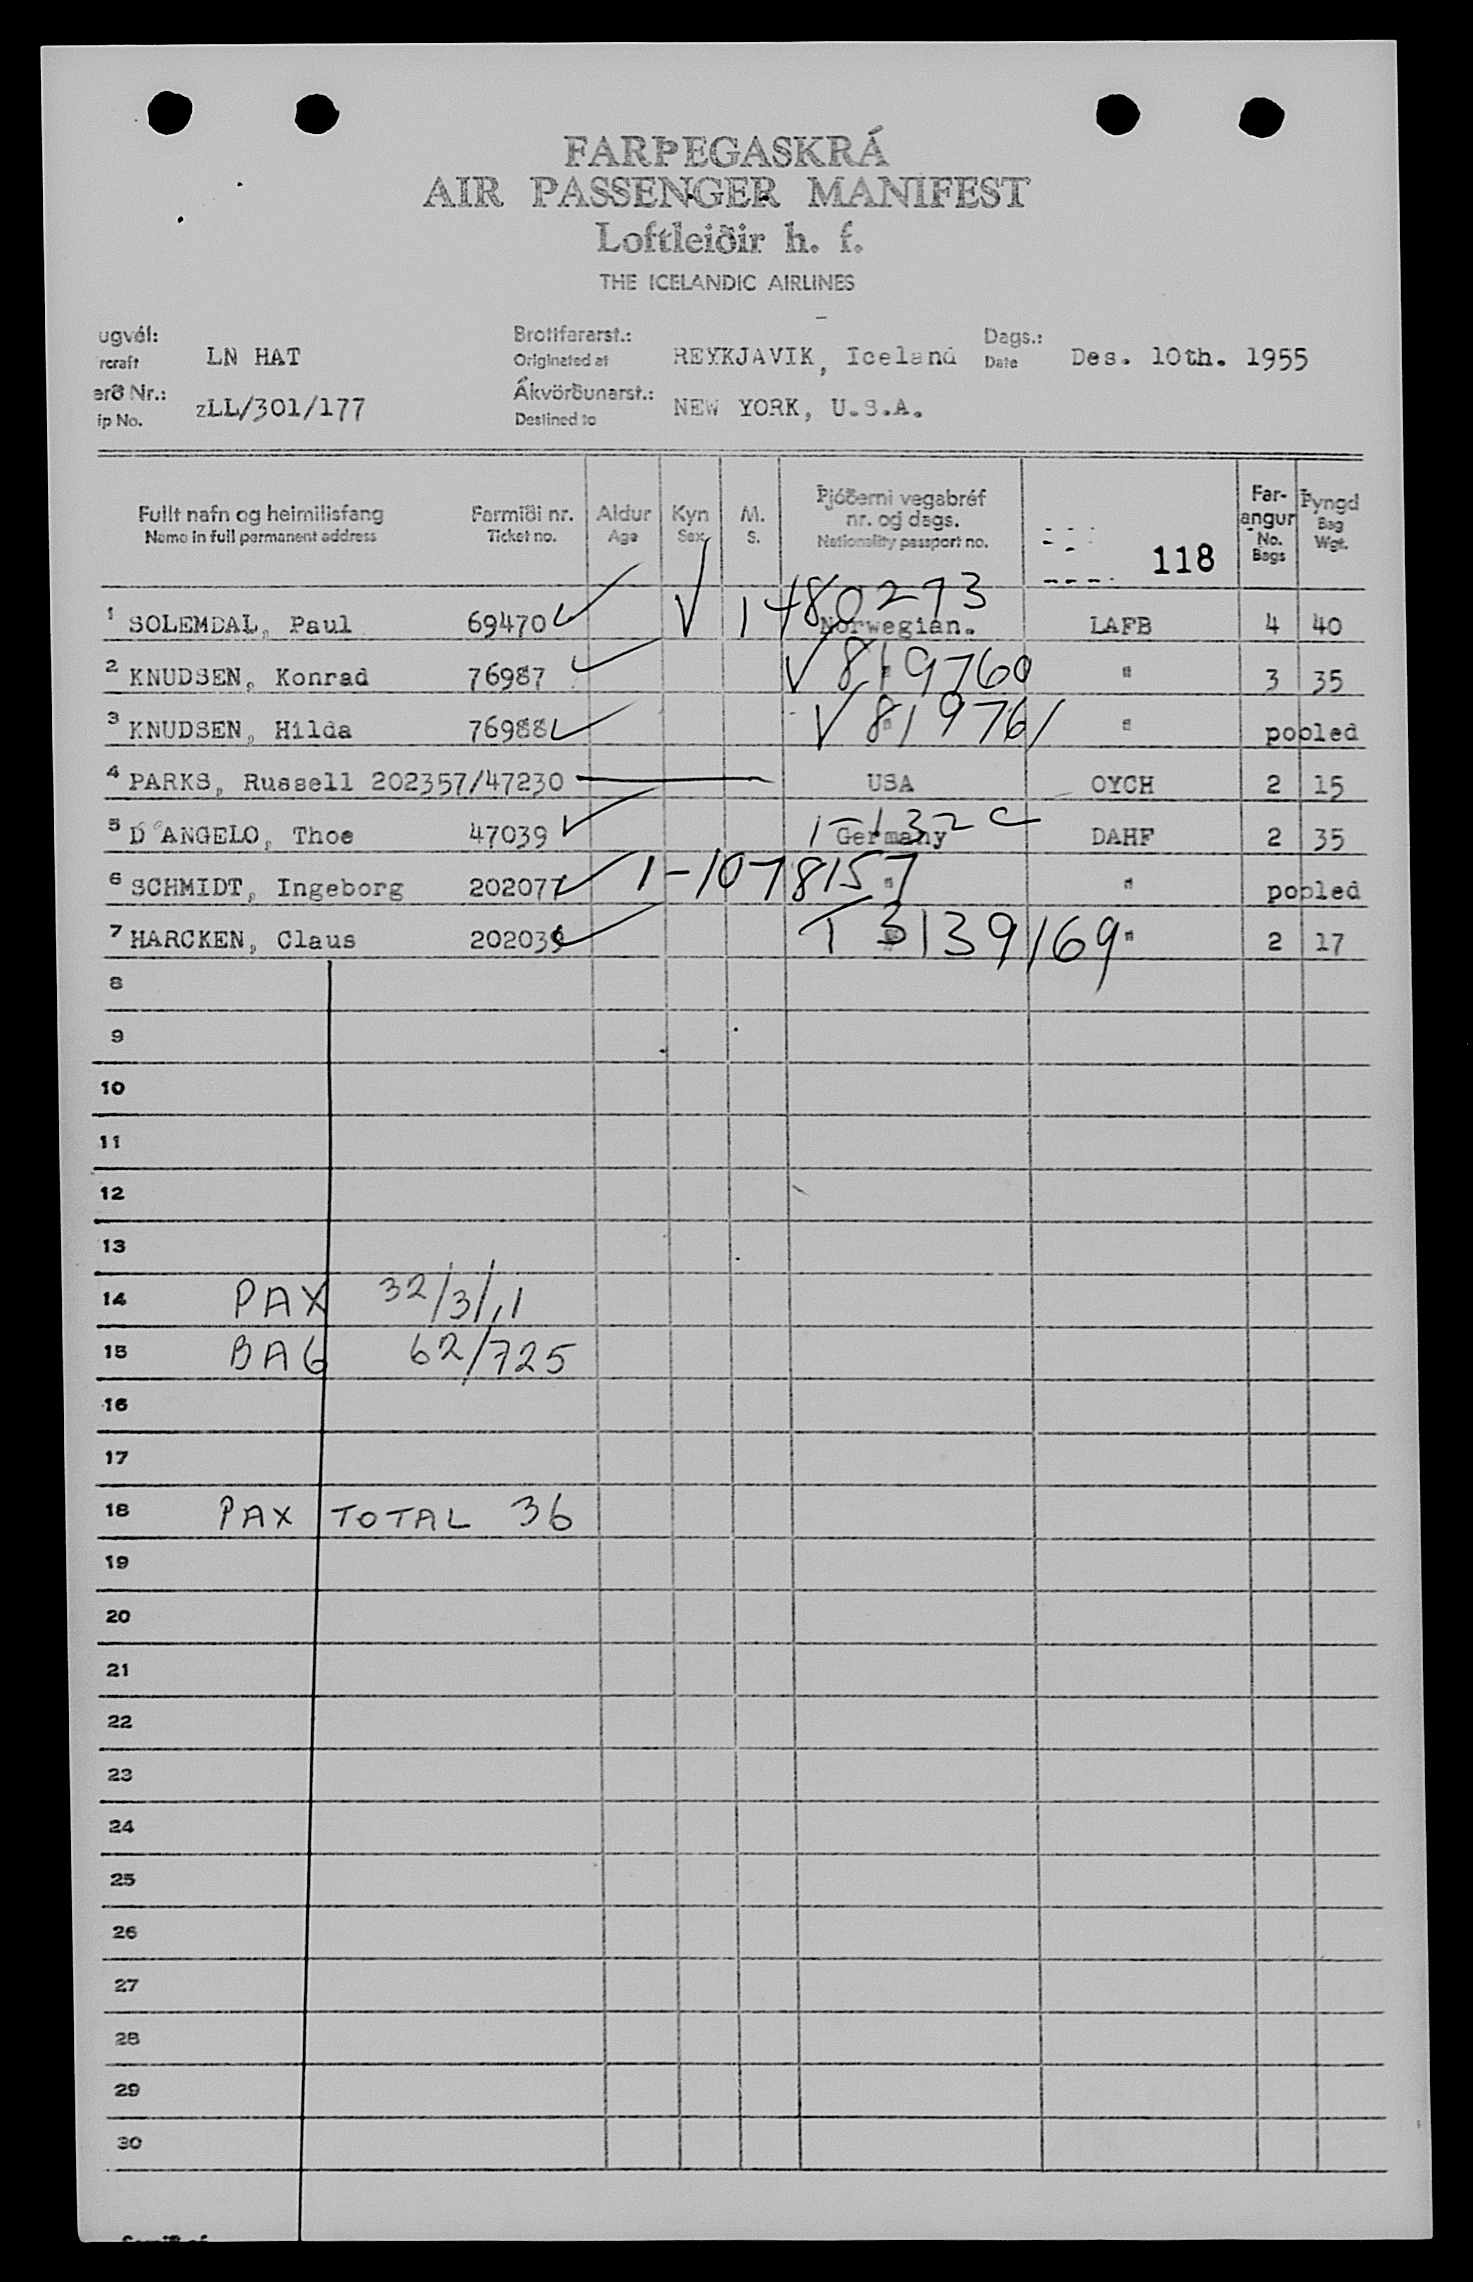 FARÞEGASKRÁ
AIR PASSENGER MANIFEST
Loftleiðir h. f.
THE ICELANDIC AIRLINES
ugvél: Brottfararst.: Dags.:
rcraft LN HAT Originated at REYKJAVIK, Iceland Date Des. 10th. 1955
erð Nr.: Ákvörðunarst.:
ip No. zLL/301/177 Destined to NEW YORK, U.S.A.
Fullt nafn og heimilisfang Farmiði nr. Aldur Kyn M. Þjóðerni vegabréf nr. og dags. Far-angur Þyngd
Name in full permanent address Ticket no. Age Sex S. Nationality passport no. 118 No. Bags Bag Wgt.
1 SOLEMDAL, Paul 69470 1480293 Norwegian. LAFB 4 40
2 KNUDSEN, Konrad 76987 819760 " " 3 35
3 KNUDSEN, Hilda 76988 819761 " " pooled
4 PARKS, Russell 202357/47230 USA OYCH 2 15
5 D'ANGELO, Thoe 47039 Germany DAHF 2 35
6 SCHMIDT, Ingeborg 202077 1-1078157 " " pooled
7 HARCKEN, Claus 202039 3139169 " " 2 17
8
9
10
11
12
13
14 PAX 32/3/,1
15 BAG 62/725
16
17
18 PAX TOTAL 36
19
20
21
22
23
24
25
26
27
28
29
30